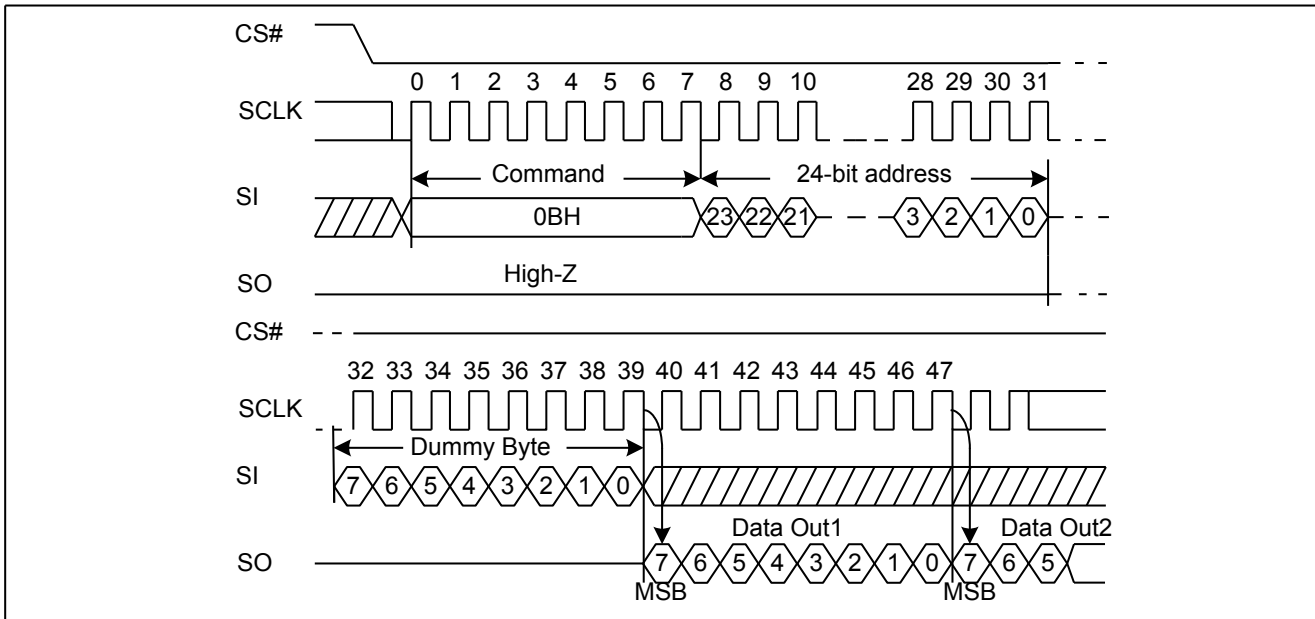 CS#
0 1 2 3 4 5 6 7 8 9 10 28 29 30 31
SCLK
Command 24-bit address
SI
0BH 23 22 21 3 2 1 0
High-Z
SO
CS#
32 33 34 35 36 37 38 39 40 41 42 43 44 45 46 47
SCLK
Dummy Byte
SI
7 6 5 4 3 2 1 0
Data Out1 Data Out2
SO
7 6 5 4 3 2 1 0 7 6 5
MSB MSB